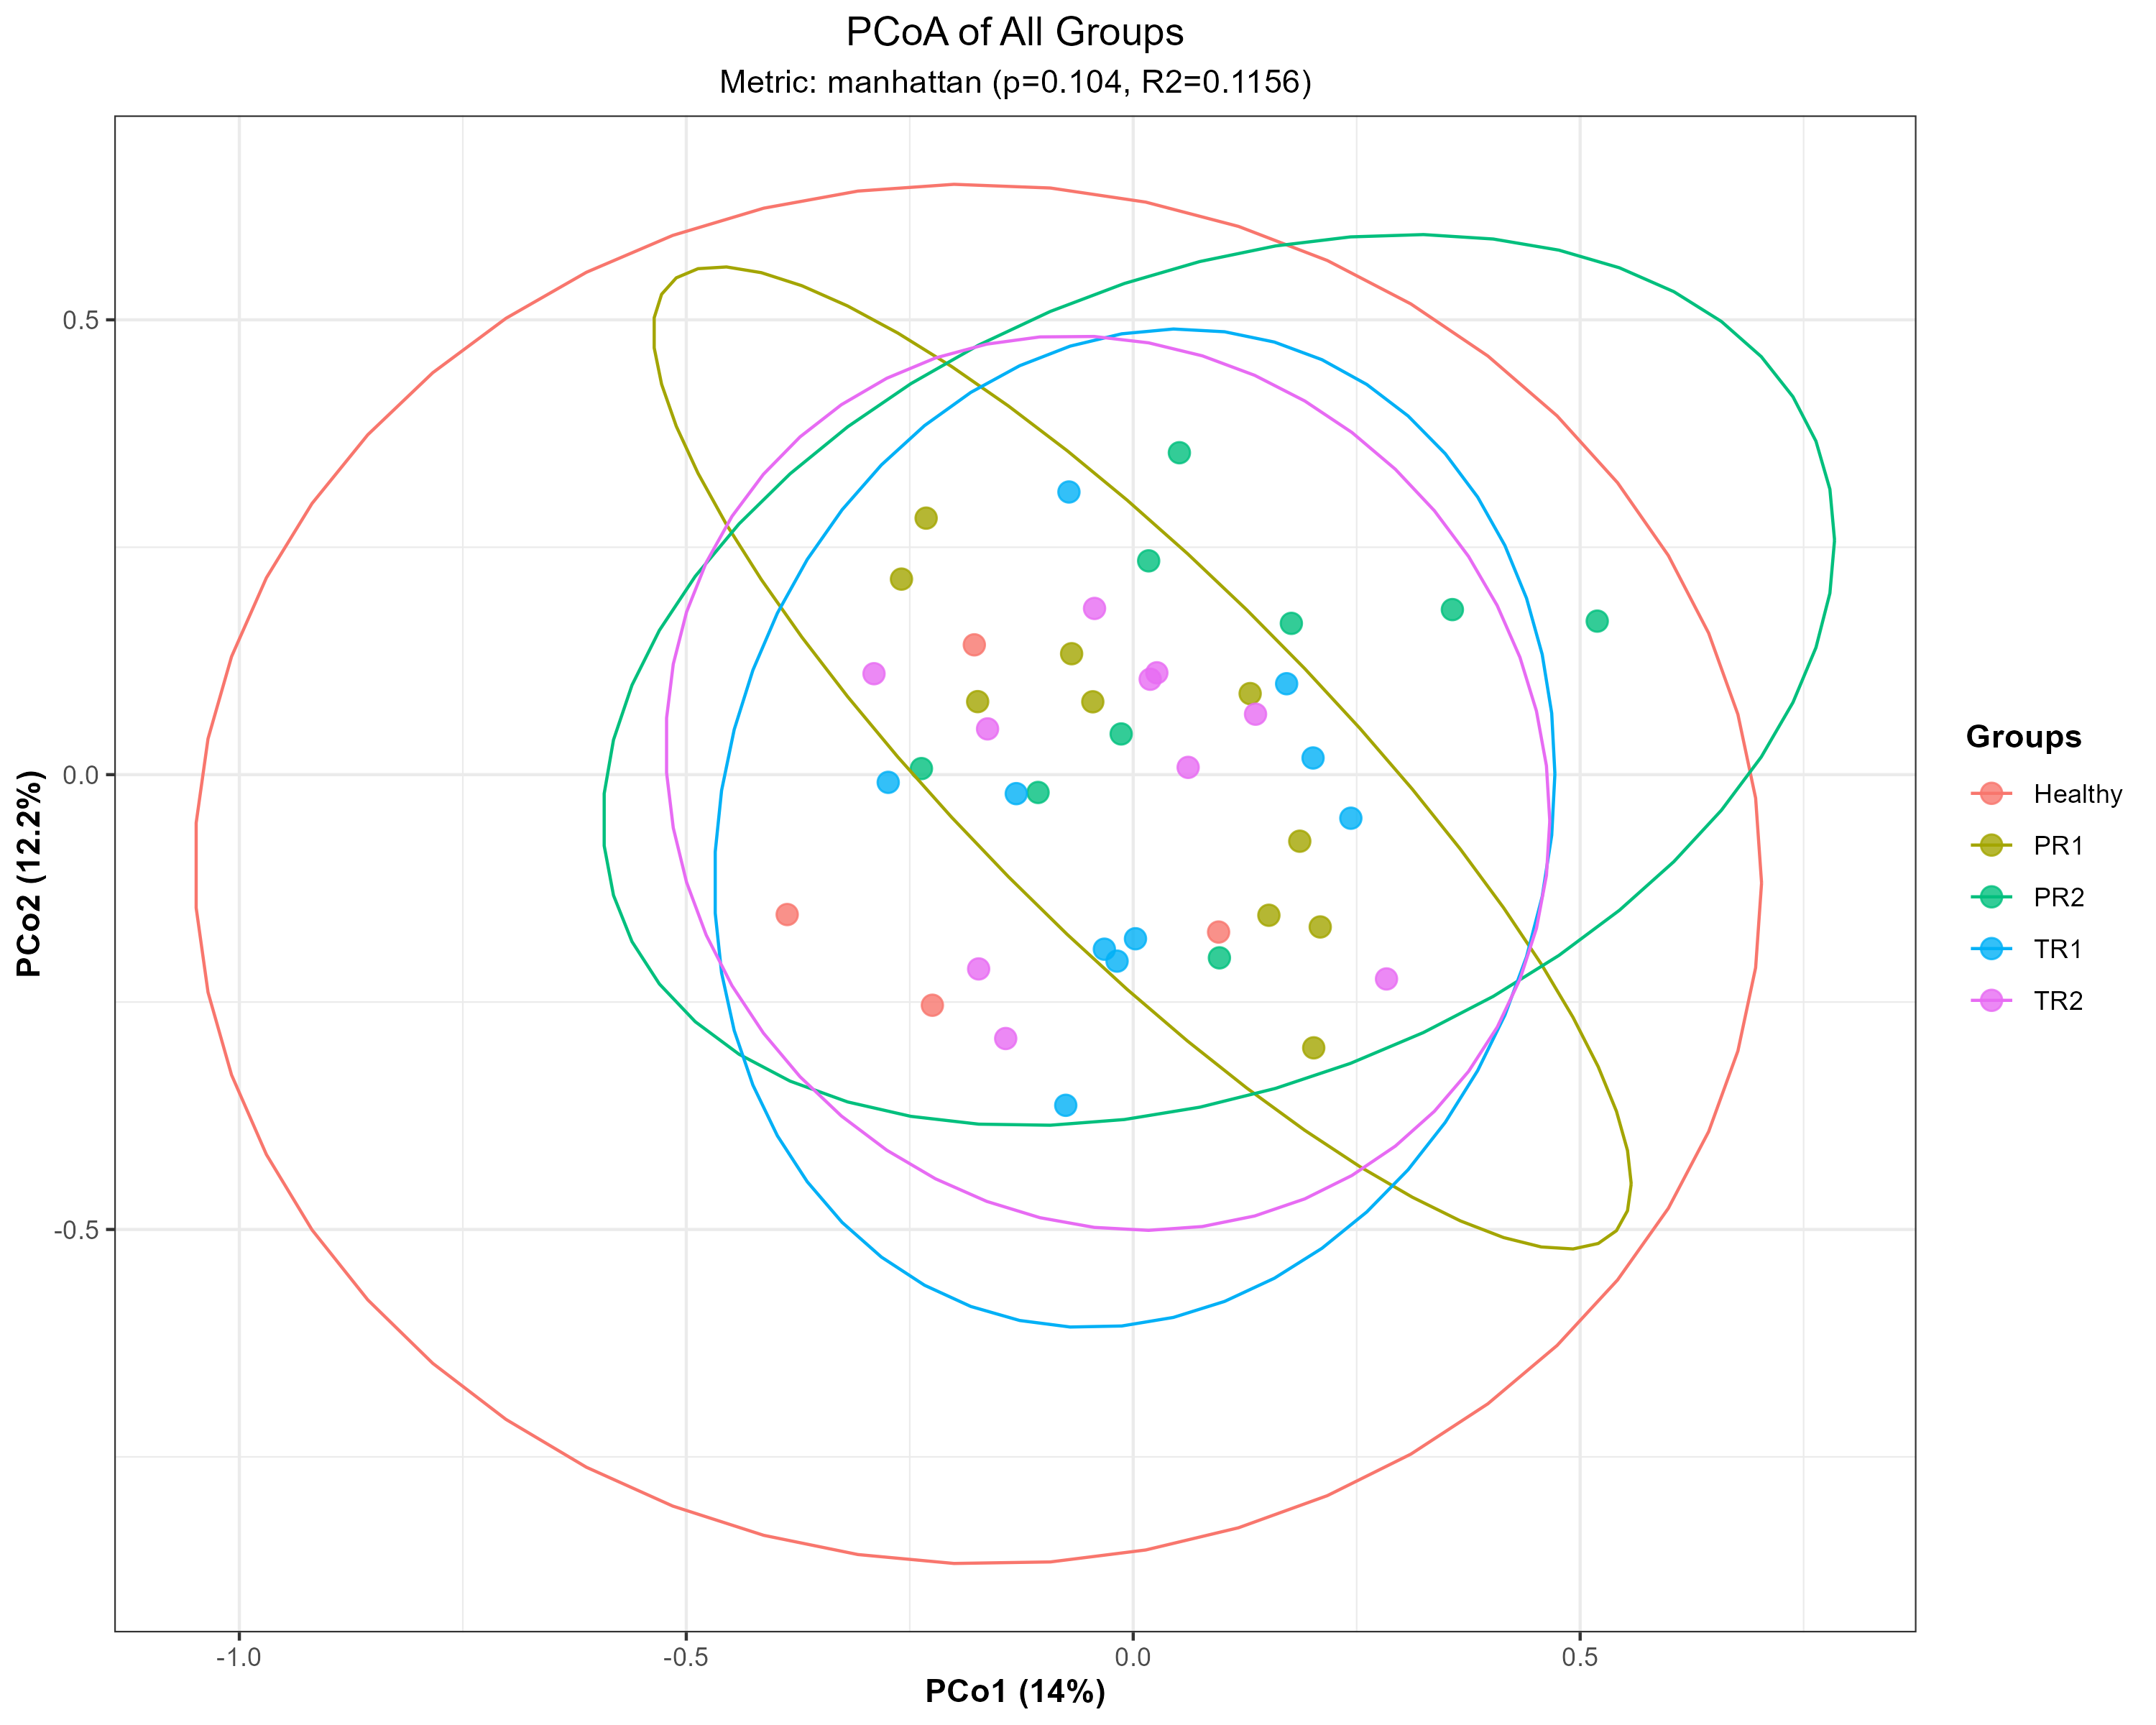 PCoA of All Groups
Metric: manhattan (p=0.104, R2=0.1156)
PCo2 (12.2%)
0.5
0.0
-0.5
-1.0
-0.5
0.0
0.5
PCo1 (14%)
Groups
Healthy
PR1
PR2
TR1
TR2